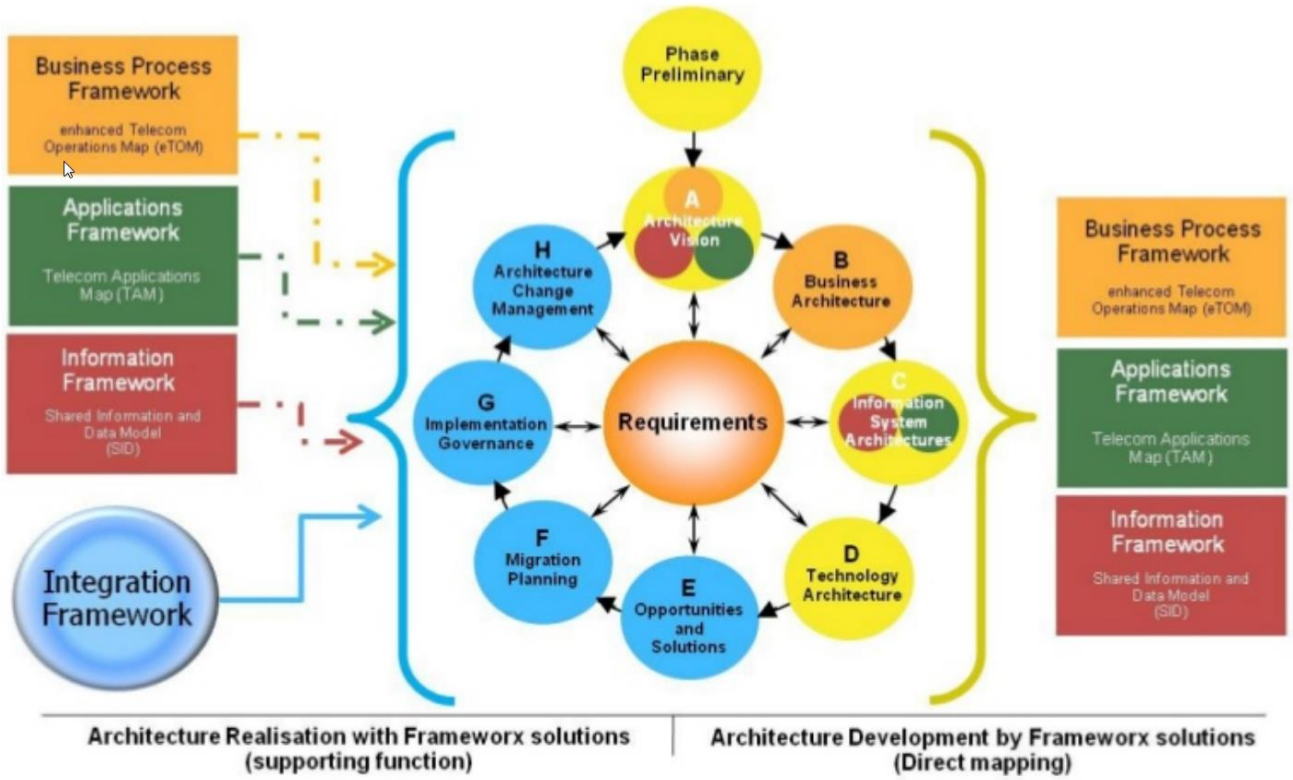 Business Process
Framework
enhanced Telecom
Operations Map (eTOM)
Applications
Framework
Telecom Applications
Map (TAM)
Information
Framework
Shared Information and
Data Model
(SID)
Integration
Framework
Phase
Preliminary
A
Architecture
Vision
B
Business
Architecture
C
Information
System
Architectures
D
Technology
Architecture
E
Opportunities
and
Solutions
F
Migration
Planning
G
Implementation
Governance
H
Architecture
Change
Management
Requirements
Business Process
Framework
enhanced Telecom
Operations Map (eTOM)
Applications
Framework
Telecom Applications
Map (TAM)
Information
Framework
Shared Information and
Data Model
(SID)
Architecture Realisation with Frameworx solutions
(supporting function)
Architecture Development by Frameworx solutions
(Direct mapping)